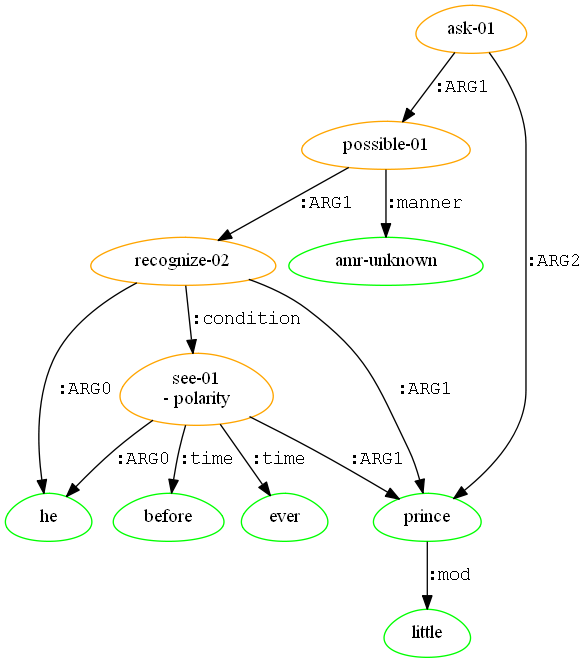 ask-01
:ARG1
possible-01
:ARG1
:manner
recognize-02
amr-unknown
:ARG2
:condition
see-01
- polarity
:ARG0
:ARG1
:ARG0
:time
:time
:ARG1
he
before
ever
prince
:mod
little